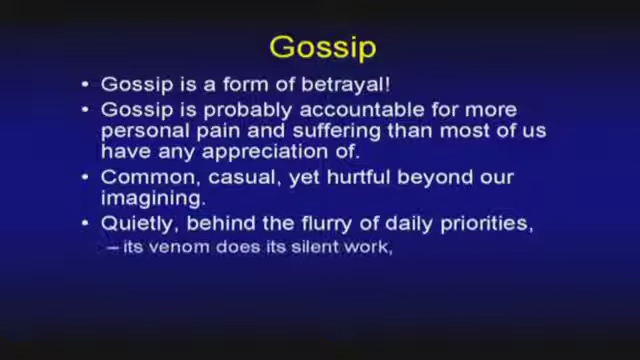 Gossip
• Gossip is a form of betrayal!
• Gossip is probably accountable for more
personal pain and suffering than most of us
have any appreciation of.
• Common, casual, yet hurtful beyond our
imagining.
• Quietly, behind the flurry of daily priorities,
– its venom does its silent work,